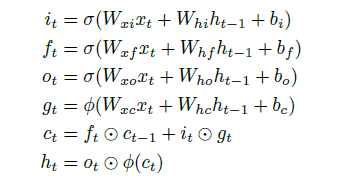 i_t = σ(W_{xi}x_t + W_{hi}h_{t−1} + b_i)
f_t = σ(W_{xf}x_t + W_{hf}h_{t−1} + b_f)
o_t = σ(W_{xo}x_t + W_{ho}h_{t−1} + b_o)
g_t = ϕ(W_{xc}x_t + W_{hc}h_{t−1} + b_c)
c_t = f_t ⊙ c_{t−1} + i_t ⊙ g_t
h_t = o_t ⊙ ϕ(c_t)